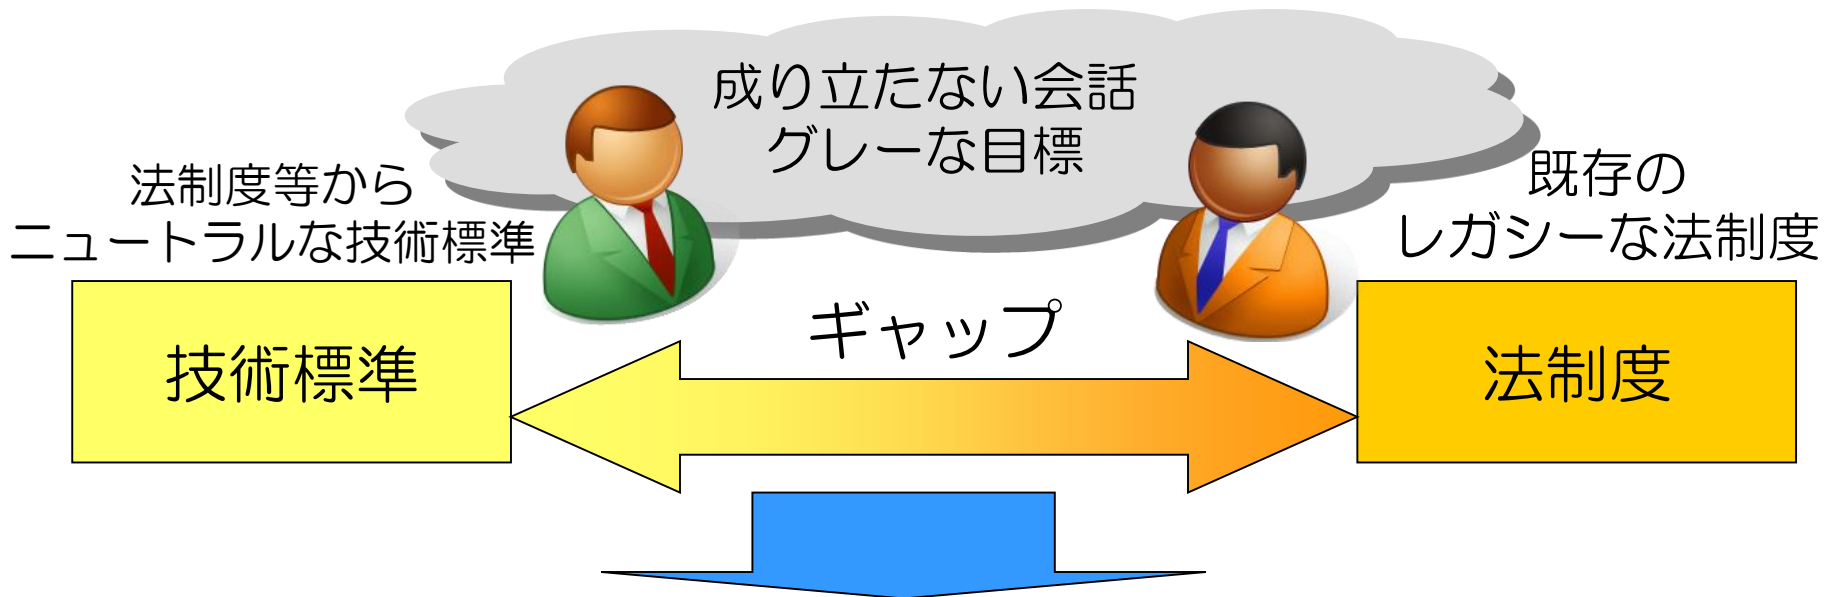 成り立たない会話
グレーな目標
法制度等から
ニュートラルな技術標準
既存の
レガシーな法制度
ギャップ
技術標準
法制度